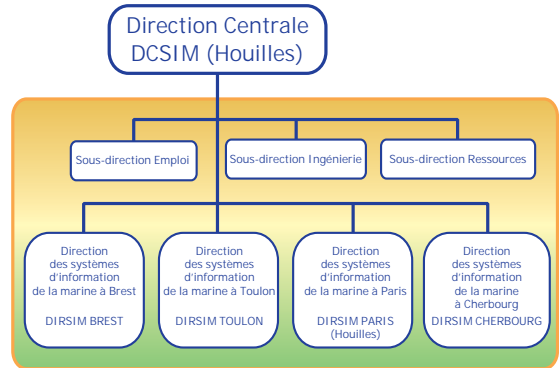 Direction Centrale
DCSIM (Houilles)
Sous-direction Emploi
Sous-direction Ingénierie
Sous-direction Ressources
Direction
des systèmes
d'information
de la marine à Brest
DIRSIM BREST
Direction
des systèmes
d'information
de la marine à Toulon
DIRSIM TOULON
Direction
des systèmes
d'information
de la marine à Paris
DIRSIM PARIS
(Houilles)
Direction
des systèmes
d'information
de la marine
à Cherbourg
DIRSIM CHERBOURG